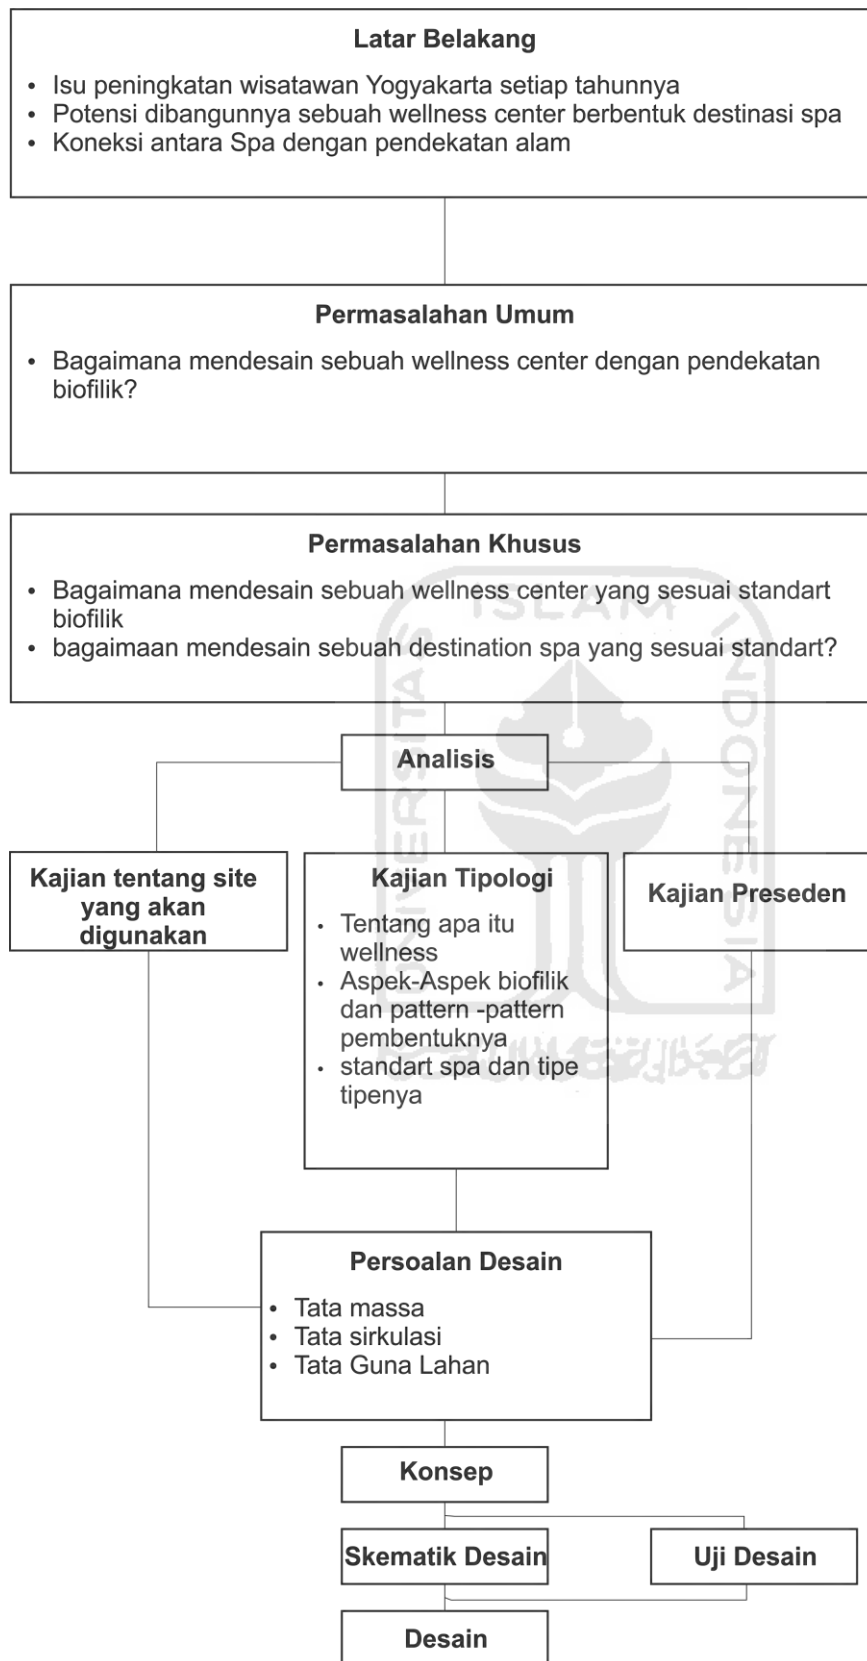 Latar Belakang
• Isu peningkatan wisatawan Yogyakarta setiap tahunnya
• Potensi dibangunnya sebuah wellness center berbentuk destinasi spa
• Koneksi antara Spa dengan pendekatan alam
Permasalahan Umum
• Bagaimana mendesain sebuah wellness center dengan pendekatan
biofilik?
Permasalahan Khusus
• Bagaimana mendesain sebuah wellness center yang sesuai standart
biofilik
• bagaimaan mendesain sebuah destination spa yang sesuai standart?
Analisis
Kajian tentang site
yang akan
digunakan
Kajian Tipologi
• Tentang apa itu
wellness
• Aspek-Aspek biofilik
dan pattern -pattern
pembentuknya
• standart spa dan tipe
tipenya
Kajian Preseden
Persoalan Desain
• Tata massa
• Tata sirkulasi
• Tata Guna Lahan
Konsep
Skematik Desain
Uji Desain
Desain
UNIVERSITAS
ISLAM
INDONESIA